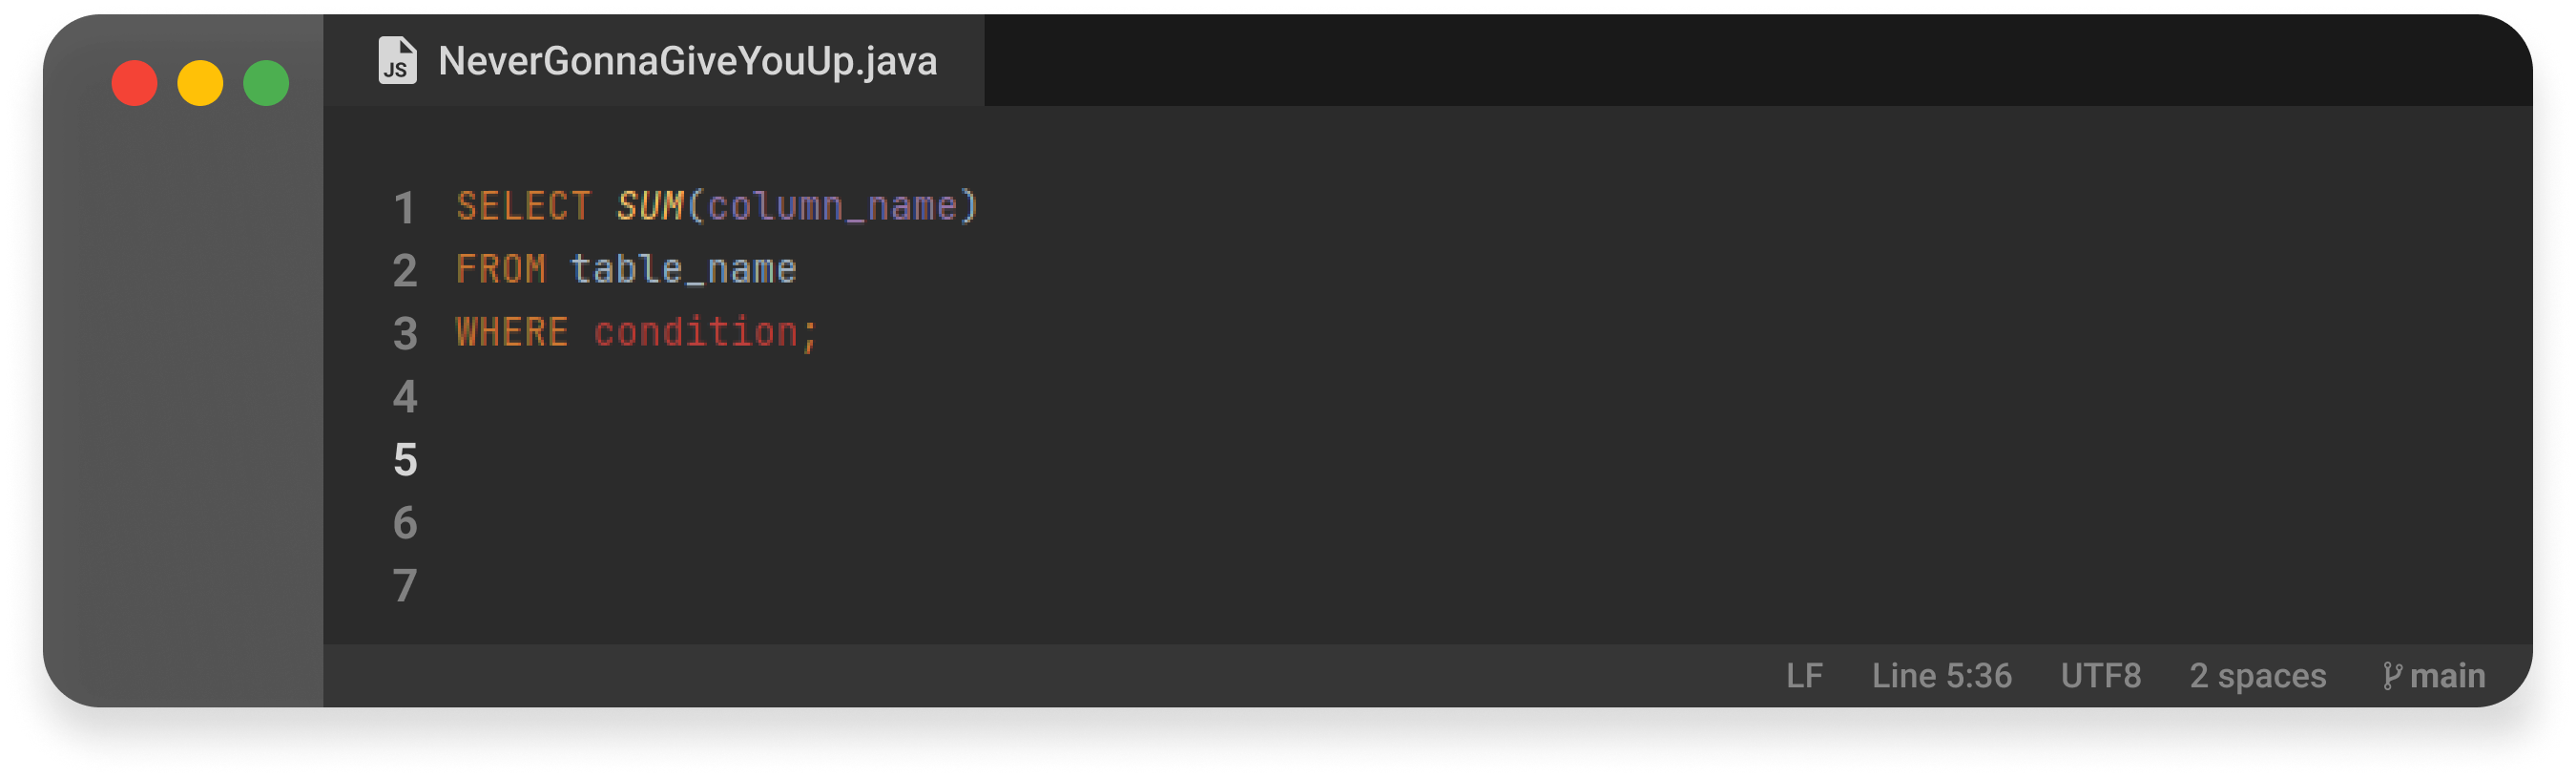 JS NeverGonnaGiveYouUp.java
1 SELECT SUM(column_name)
2 FROM table_name
3 WHERE condition;
4
5
6
7
LF Line 5:36 UTF8 2 spaces main